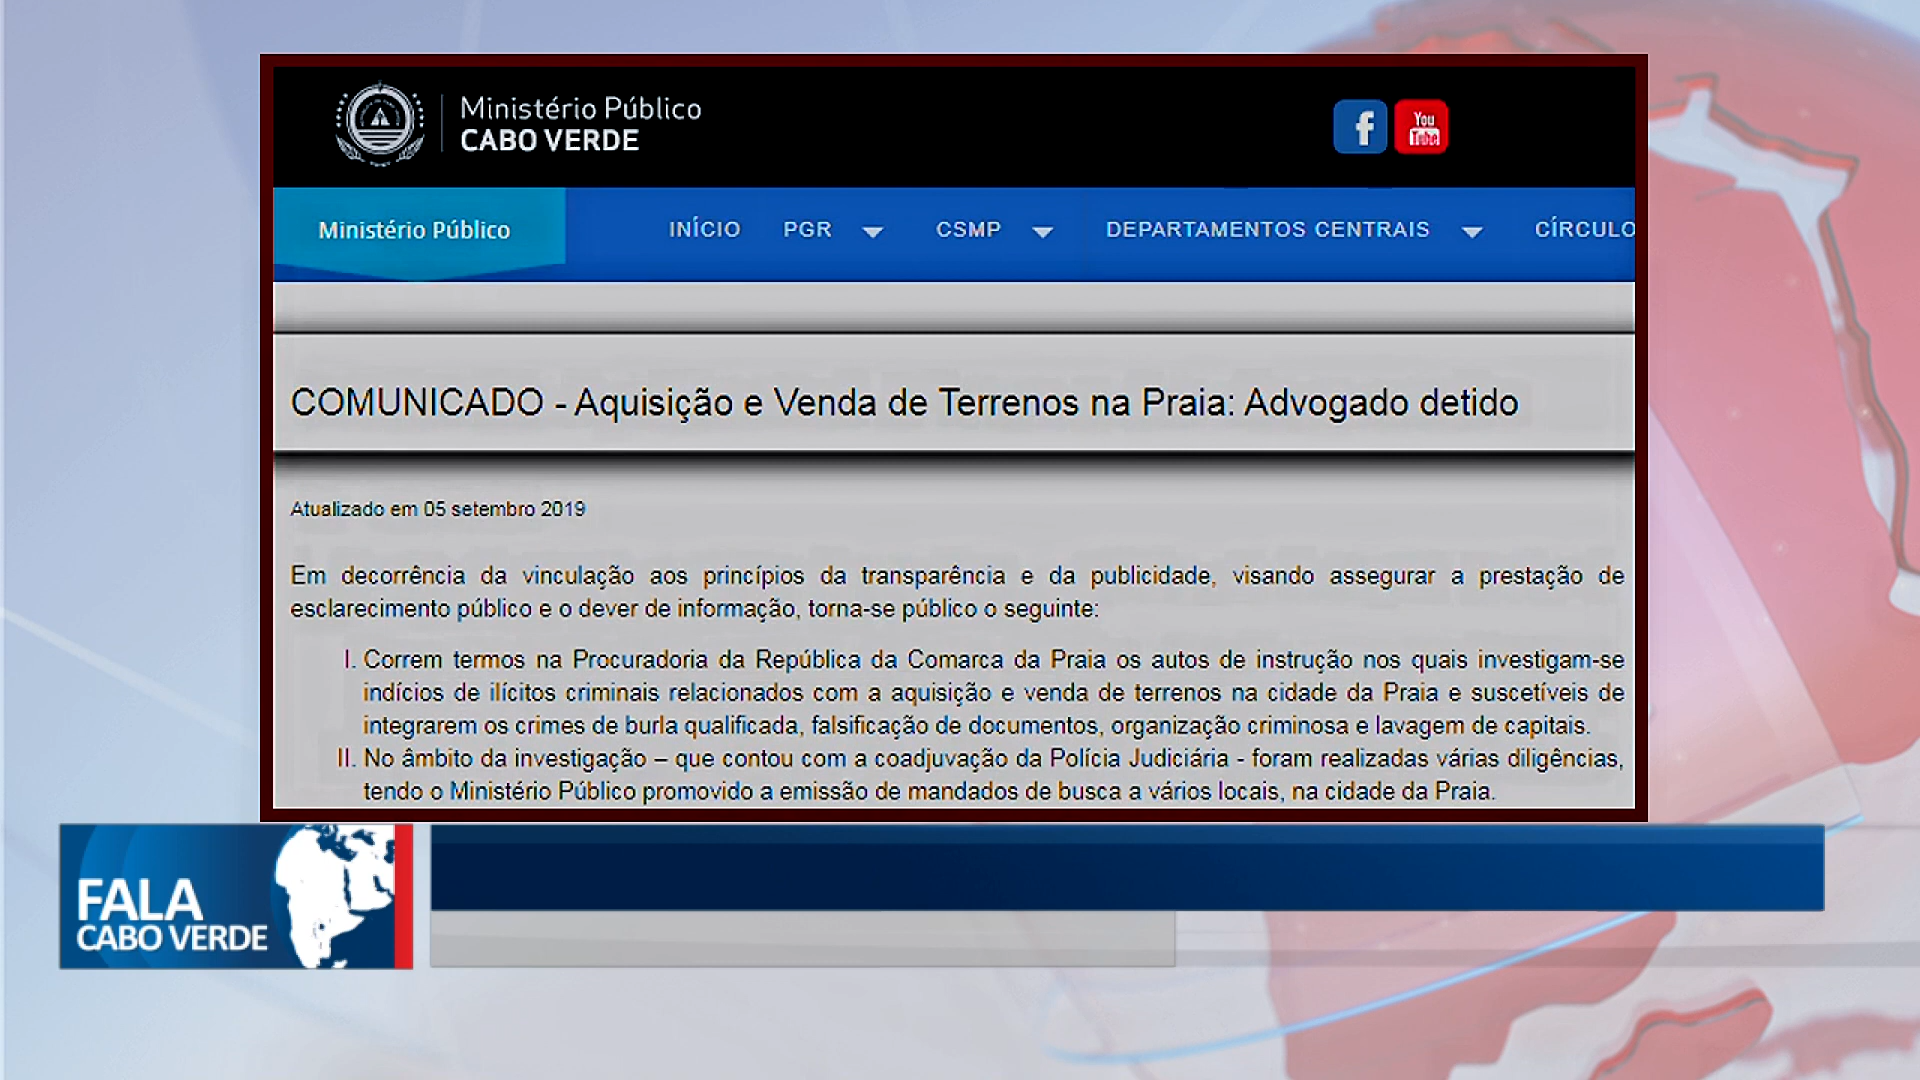 Ministério Público
CABO VERDE
You
Tube
Ministério Público
INÍCIO
PGR
CSMP
DEPARTAMENTOS CENTRAIS
CÍRCULO
COMUNICADO - Aquisição e Venda de Terrenos na Praia: Advogado detido
Atualizado em 05 setembro 2019
Em decorrência da vinculação aos princípios da transparência e da publicidade, visando assegurar a prestação de
esclarecimento público e o dever de informação, torna-se público o seguinte:
I. Correm termos na Procuradoria da República da Comarca da Praia os autos de instrução nos quais investigam-se
indícios de ilícitos criminais relacionados com a aquisição e venda de terrenos na cidade da Praia e suscetíveis de
integrarem os crimes de burla qualificada, falsificação de documentos, organização criminosa e lavagem de capitais.
II. No âmbito da investigação – que contou com a coadjuvação da Polícia Judiciária - foram realizadas várias diligências,
tendo o Ministério Público promovido a emissão de mandados de busca a vários locais, na cidade da Praia.
FALA
CABO VERDE